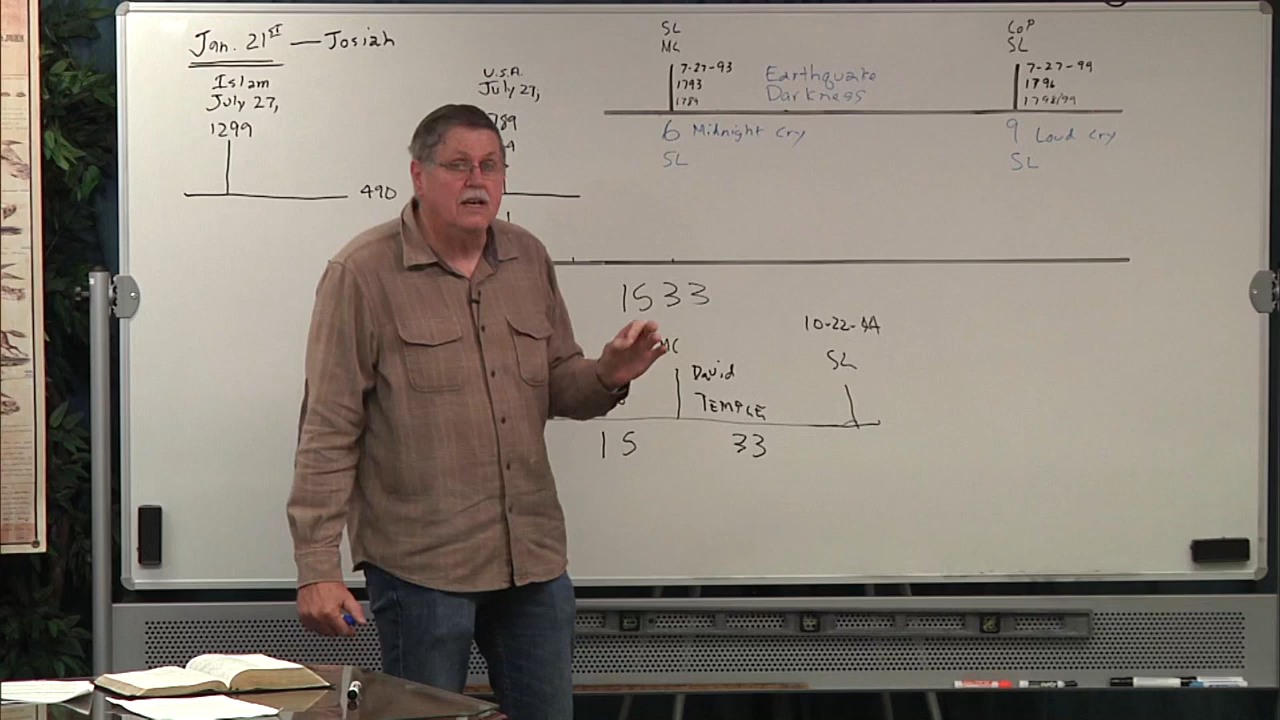 Jan. 21ST — Josiah
Islam
July 27,
1299
490
U.S.A.
July 27,
SL
MC
7-27-93
1793
1789
Earthquake
Darkness
6 Midnight Cry
SL
CoP
SL
7-27-99
1796
1798/99
9 Loud Cry
SL
1533
MC
David
TEMPLE
10-22-44
SL
15
33